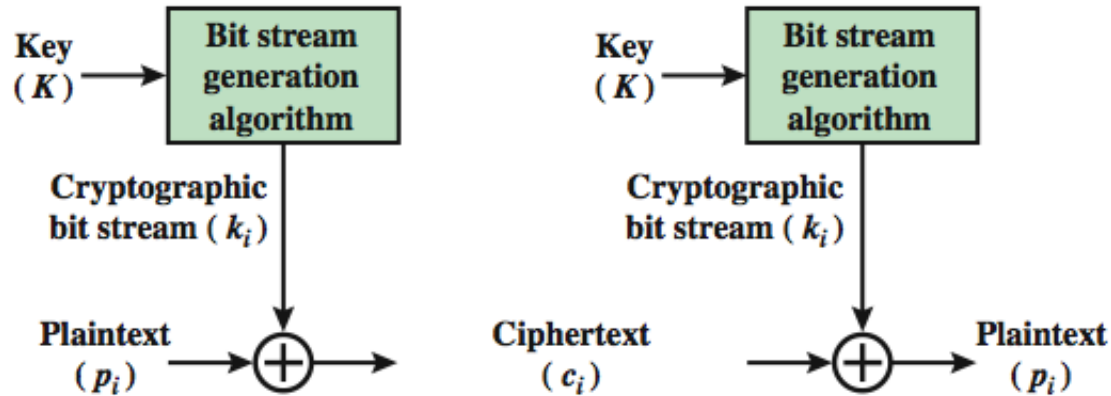 Key
( K )
Bit stream
generation
algorithm
Cryptographic
bit stream ( kᵢ )
Plaintext
( pᵢ )
Ciphertext
( cᵢ )
Key
( K )
Bit stream
generation
algorithm
Cryptographic
bit stream ( kᵢ )
Plaintext
( pᵢ )